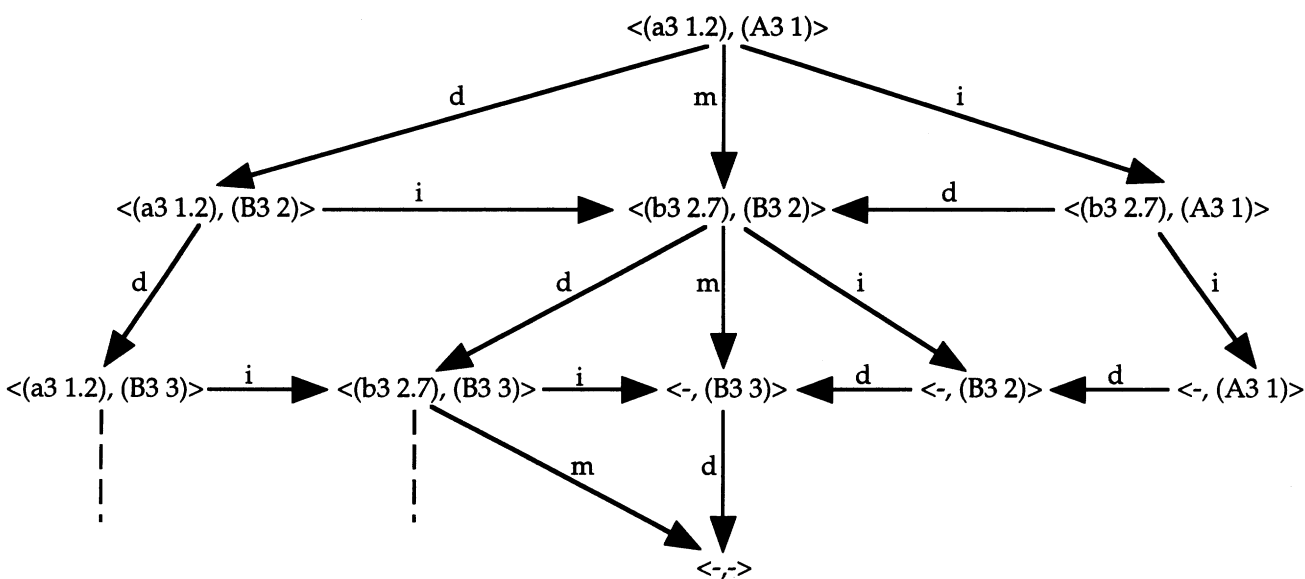 <(a3 1.2), (A3 1)>
d m i
<(a3 1.2), (B3 2)> i <(b3 2.7), (B3 2)> d <(b3 2.7), (A3 1)>
d d m i i
<(a3 1.2), (B3 3)> i <(b3 2.7), (B3 3)> i <-, (B3 3)> d <-, (B3 2)> d <-, (A3 1)>
m d
<-,->